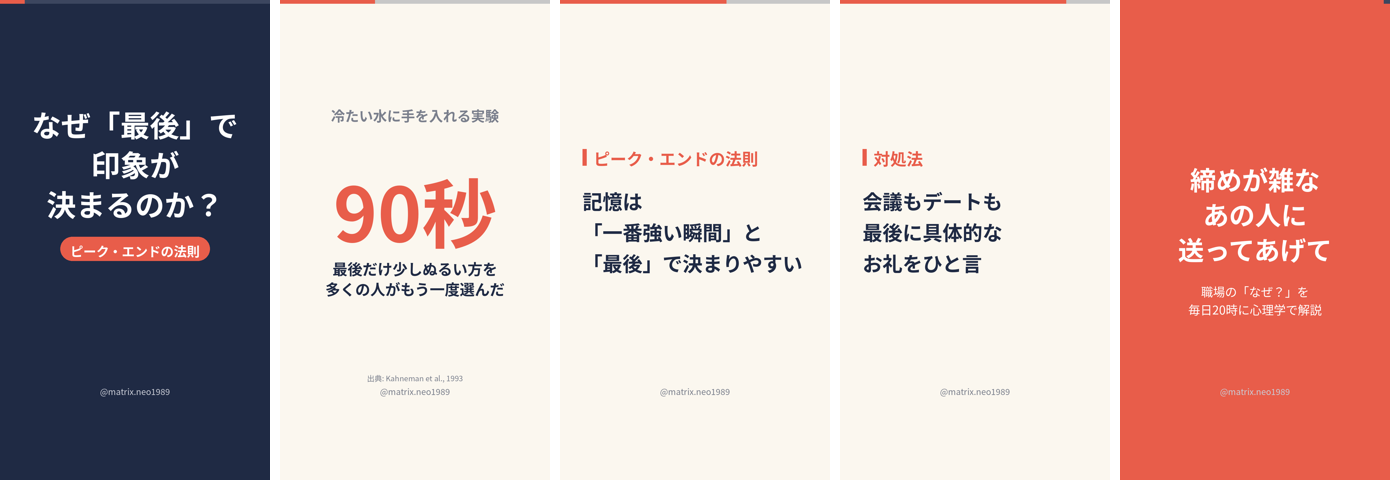 なぜ「最後」で
印象が
決まるのか？
ピーク・エンドの法則
@matrix.neo1989
冷たい水に手を入れる実験
90秒
最後だけ少しぬるい方を
多くの人がもう一度選んだ
出典: Kahneman et al., 1993
@matrix.neo1989
ピーク・エンドの法則
記憶は
「一番強い瞬間」と
「最後」で決まりやすい
@matrix.neo1989
対処法
会議もデートも
最後に具体的な
お礼をひと言
@matrix.neo1989
締めが雑な
あの人に
送ってあげて
職場の「なぜ？」を
毎日20時に心理学で解説
@matrix.neo1989